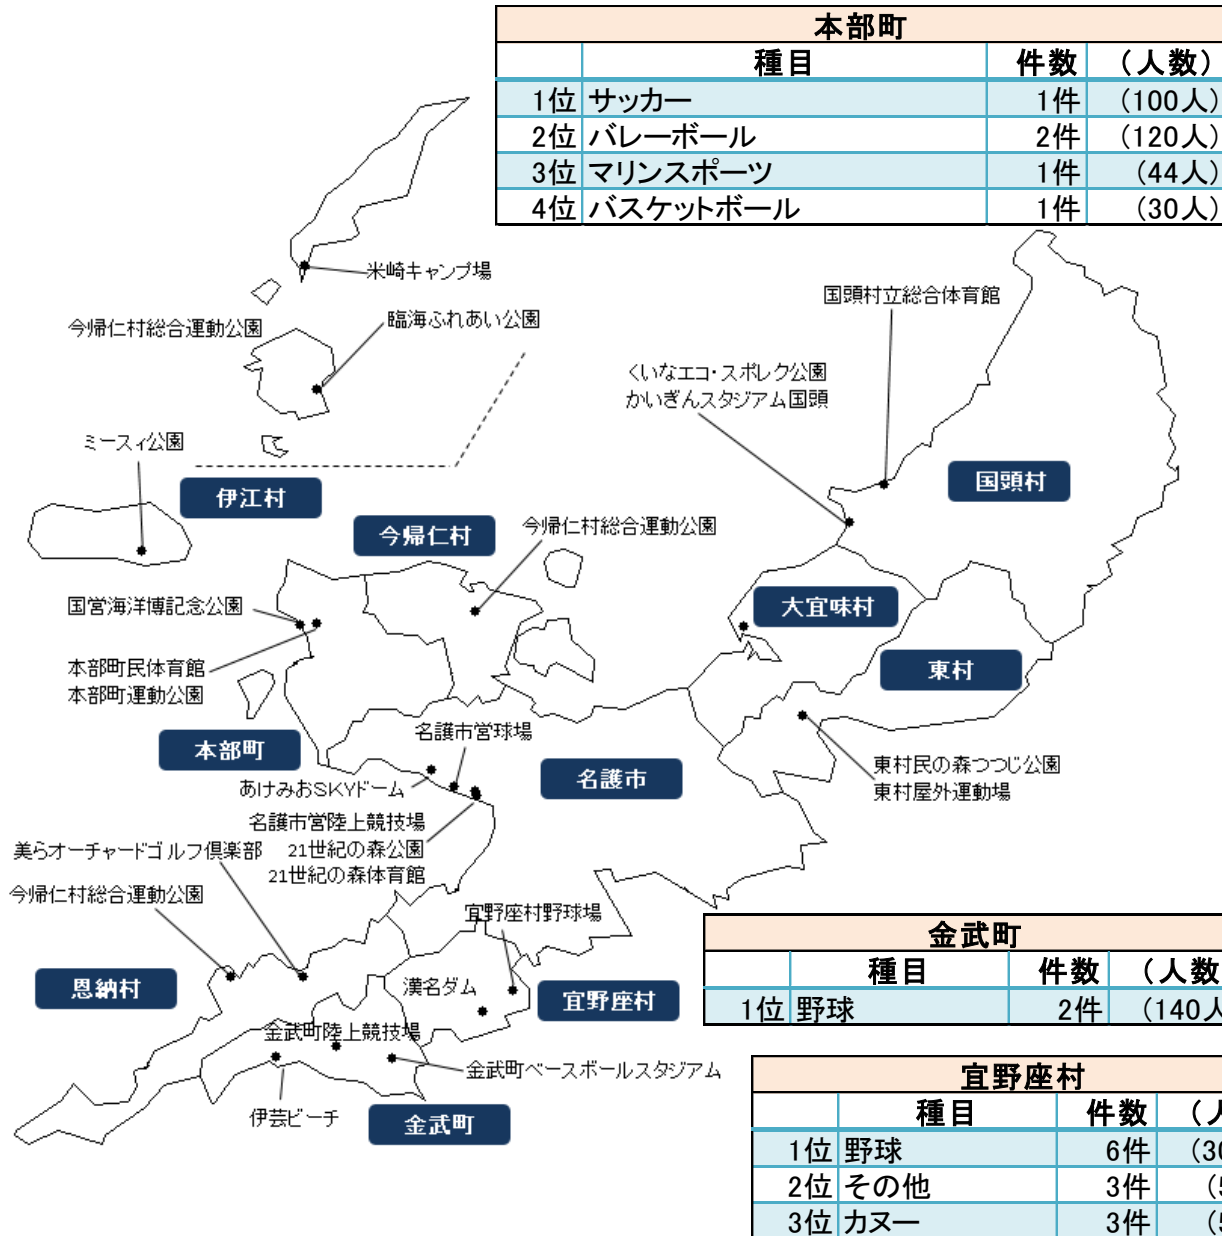 本部町
種目 件数 （人数）
1位 サッカー 1件 （100人）
2位 バレーボール 2件 （120人）
3位 マリンスポーツ 1件 （44人）
4位 バスケットボール 1件 （30人）
米崎キャンプ場
今帰仁村総合運動公園
臨海ふれあい公園
国頭村立総合体育館
くいなエコ・スポレク公園
かいぎんスタジアム国頭
ミースィ公園
伊江村
国頭村
今帰仁村
今帰仁村総合運動公園
国営海洋博記念公園
大宜味村
本部町民体育館
本部町運動公園
東村
本部町
名護市営球場
名護市
東村民の森つつじ公園
東村屋外運動場
あけみおSKYドーム
名護市営陸上競技場
21世紀の森公園
21世紀の森体育館
美らオーチャードゴルフ倶楽部
今帰仁村総合運動公園
宜野座村野球場
恩納村
漢名ダム
宜野座村
金武町陸上競技場
金武町ベースボールスタジアム
伊芸ビーチ
金武町
金武町
種目 件数 （人数
1位 野球 2件 （140人
宜野座村
種目 件数 （人
1位 野球 6件 （30
2位 その他 3件 （5
3位 カヌー 3件 （5